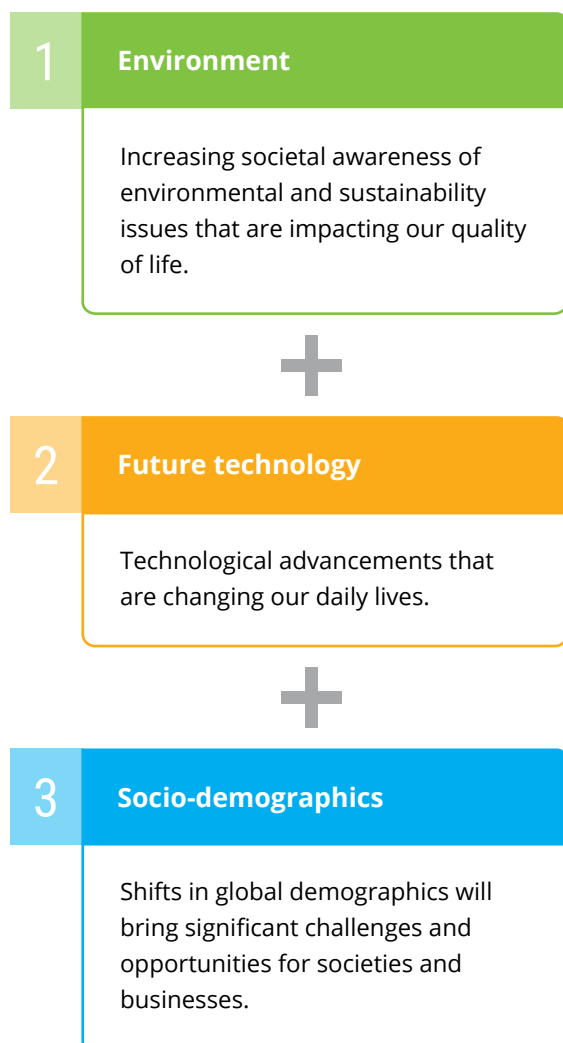 1
Environment
Increasing societal awareness of
environmental and sustainability
issues that are impacting our quality
of life.
+
2
Future technology
Technological advancements that
are changing our daily lives.
+
3
Socio-demographics
Shifts in global demographics will
bring significant challenges and
opportunities for societies and
businesses.